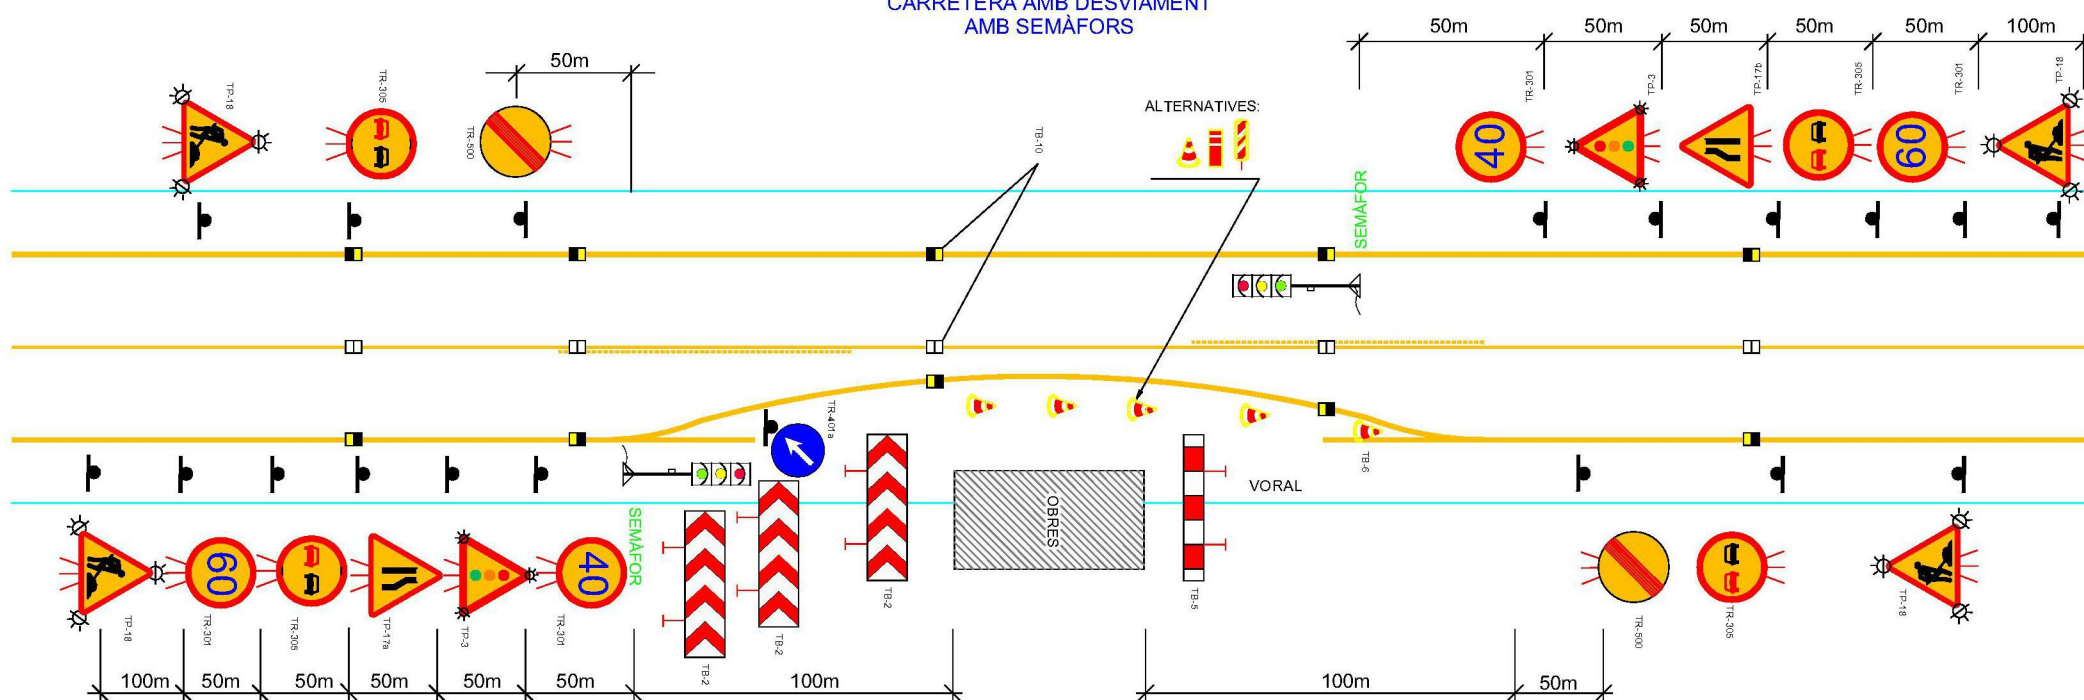 CARRETERA AMB DESVIAMENT
AMB SEMÀFORS
50m
50m
50m
50m
50m
50m
100m
TP-18
TR-305
TR-500
TB-10
ALTERNATIVES:
SEMÀFOR
TR-301
TP-3
TP-17b
TR-305
TR-301
TP-18
40
60
TR-401a
TB-6
VORAL
OBRES
SEMÀFOR
60
40
TP-18
TR-301
TR-305
TP-17a
TP-3
TR-301
TB-2
TB-2
TB-2
TB-5
TR-500
TR-305
TP-18
100m
50m
50m
50m
50m
50m
100m
100m
50m